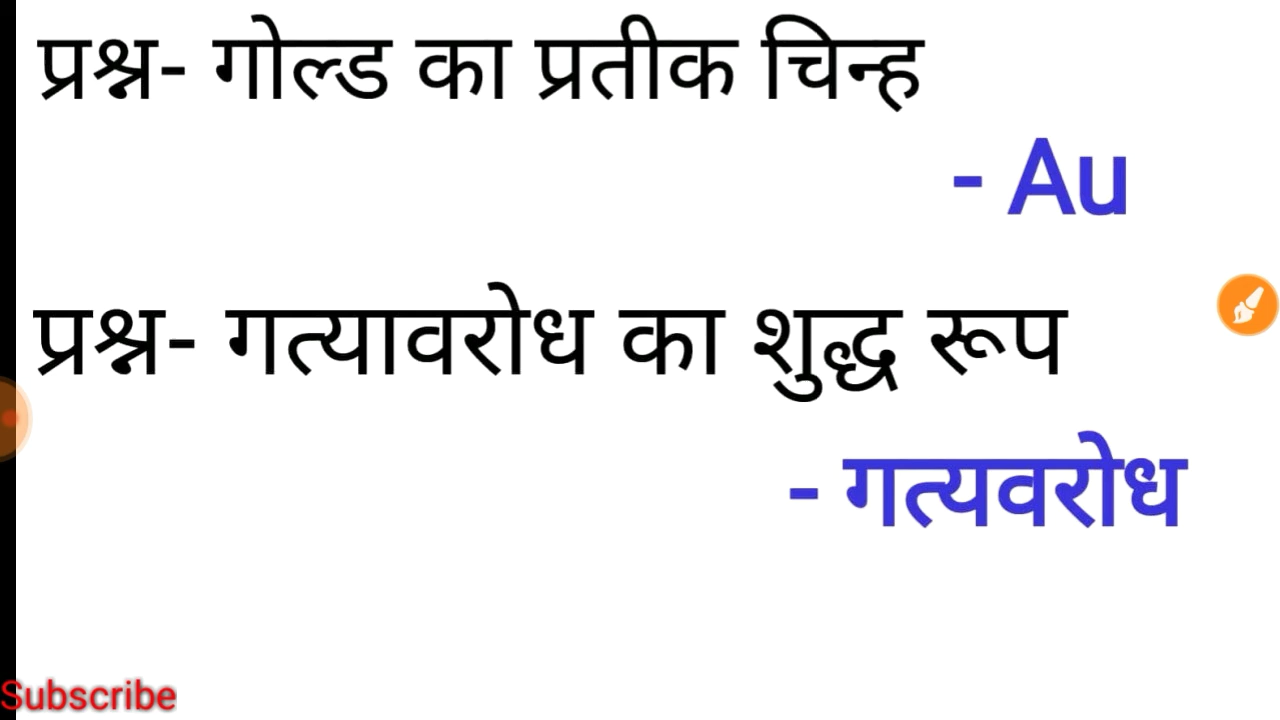 प्रश्न- गोल्ड का प्रतीक चिन्ह
- Au
प्रश्न- गत्यावरोध का शुद्ध रूप
- गत्यवरोध
Subscribe